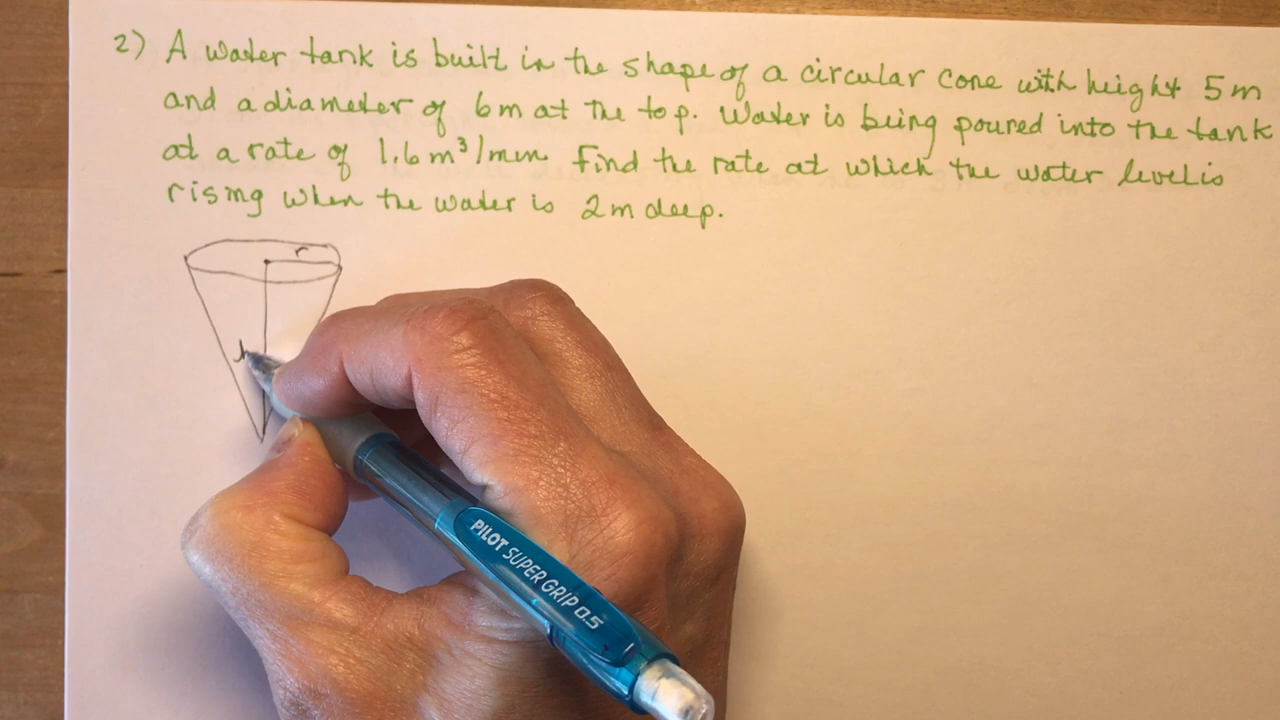 2) A water tank is built in the shape of a circular cone with height 5m
and a diameter of 6m at the top. Water is being poured into the tank
at a rate of 1.6 m³/min Find the rate at which the water level is
rising when the water is 2m deep.
r
h
PILOT SUPER GRIP 0.5